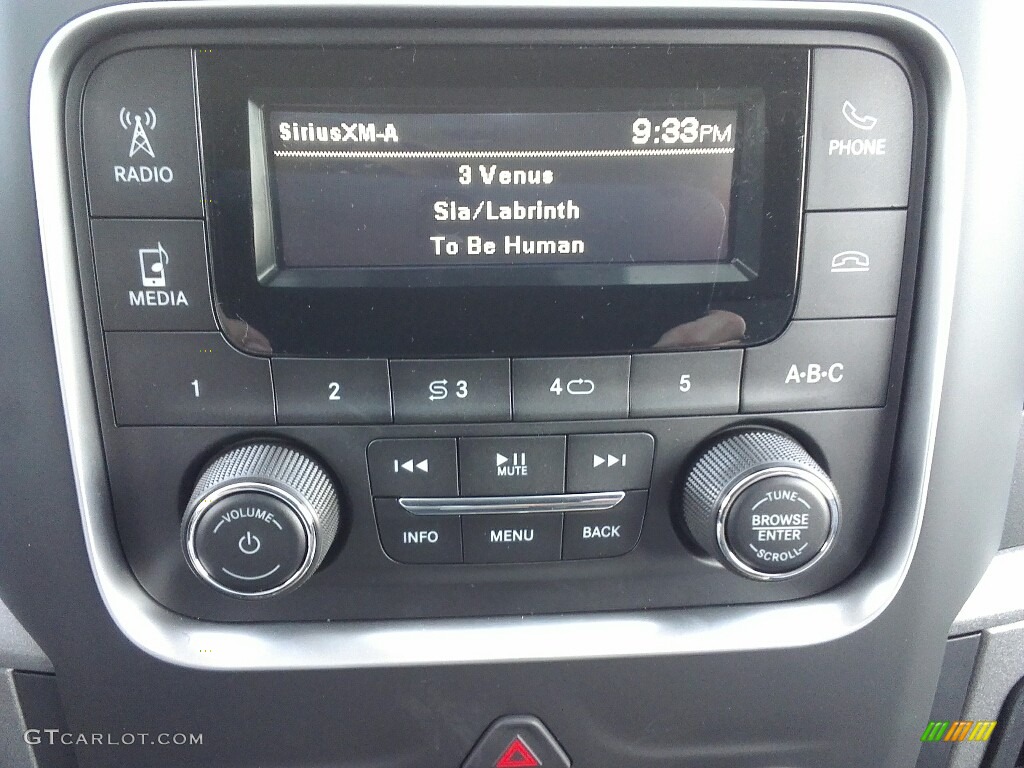 SiriusXM-A 9:33PM
3 Venus
Sia/Labrinth
To Be Human
RADIO
MEDIA
PHONE
1
2
3
4
5
A·B·C
MUTE
INFO
MENU
BACK
VOLUME
TUNE
BROWSE
ENTER
SCROLL
GTCARLOT.COM